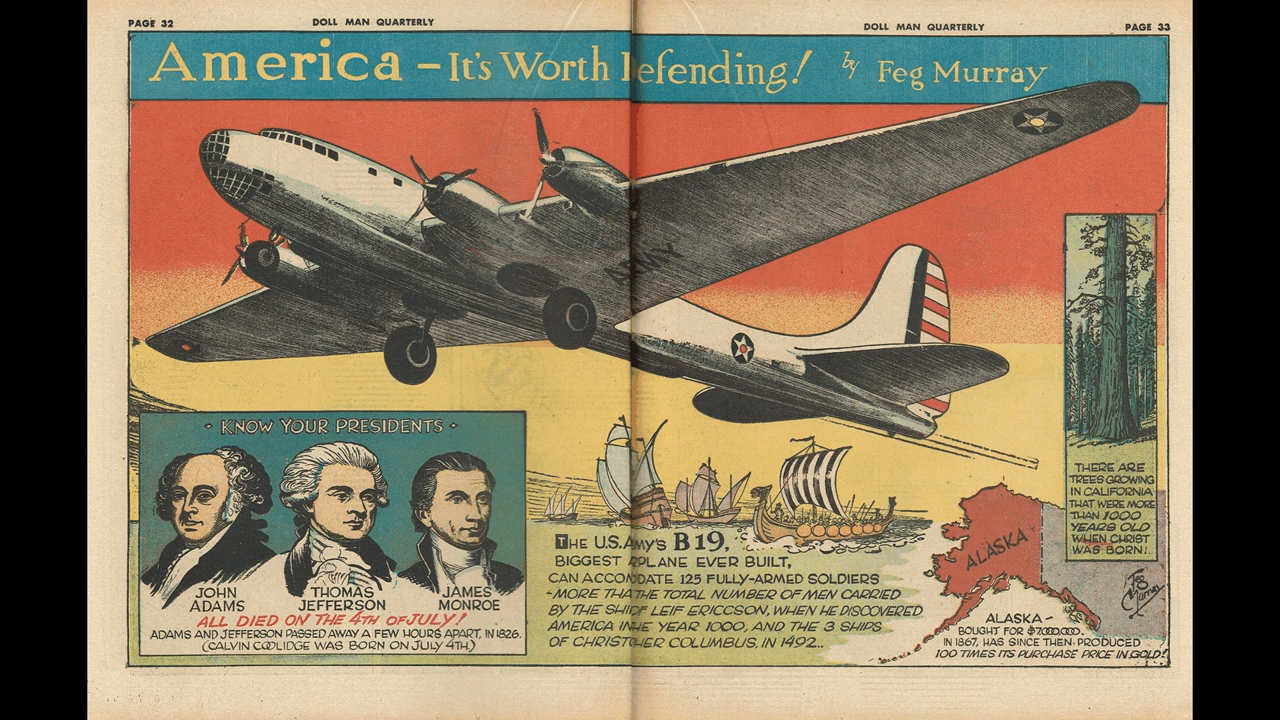 PAGE 32
DOLL MAN QUARTERLY
DOLL MAN QUARTERLY
PAGE 33
America - It's Worth Defending! by Feg Murray
ARMY
· KNOW YOUR PRESIDENTS ·
JOHN ADAMS
THOMAS JEFFERSON
JAMES MONROE
ALL DIED ON THE 4TH OF JULY!
ADAMS AND JEFFERSON PASSED AWAY A FEW HOURS APART, IN 1826.
(CALVIN COOLIDGE WAS BORN ON JULY 4TH.)
THE U.S. Amy's B19,
BIGGEST AIRPLANE EVER BUILT,
CAN ACCOMODATE 125 FULLY-ARMED SOLDIERS
-MORE THAN THE TOTAL NUMBER OF MEN CARRIED
BY THE SHIP OF LEIF ERICCSON, WHEN HE DISCOVERED
AMERICA IN THE YEAR 1000, AND THE 3 SHIPS
OF CHRISTOPHER COLUMBUS, IN 1492...
THERE ARE
TREES GROWING
IN CALIFORNIA
THAT WERE MORE
THAN 1000
YEARS OLD
WHEN CHRIST
WAS BORN!..
ALASKA
ALASKA-
BOUGHT FOR $7,000,000.
IN 1867, HAS SINCE THEN PRODUCED
100 TIMES ITS PURCHASE PRICE IN GOLD!
Feg Murray